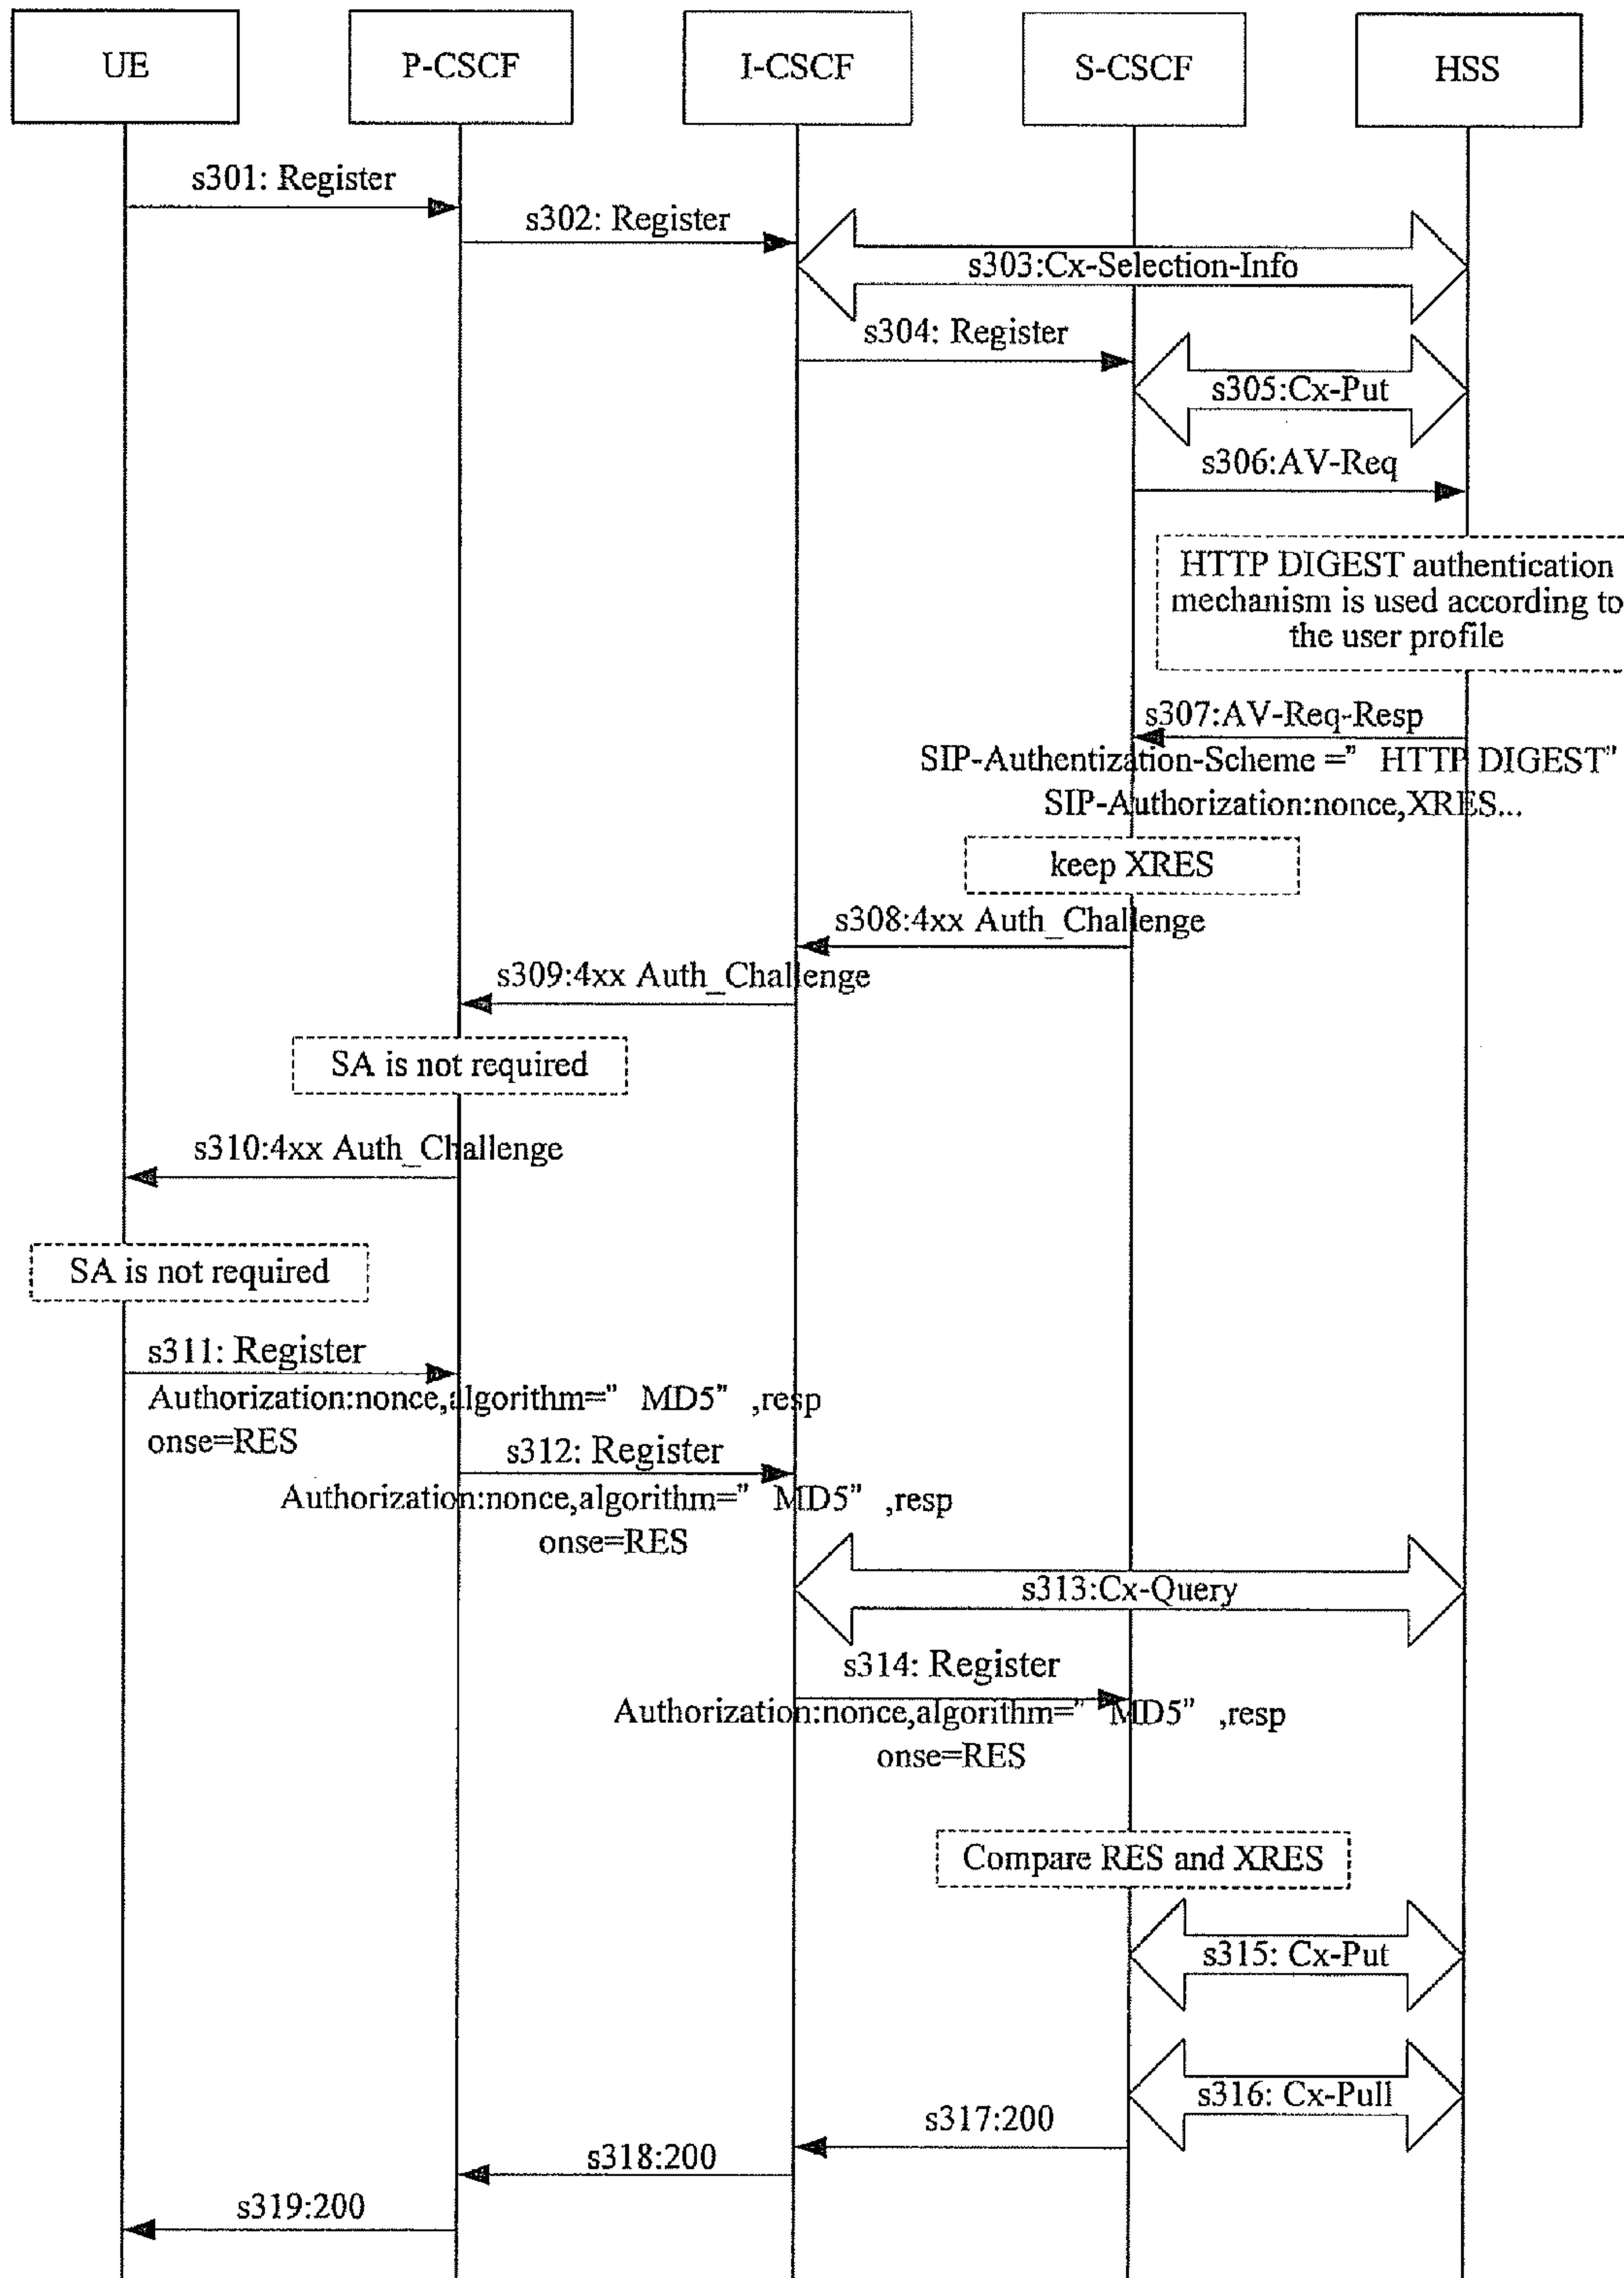 UE
P-CSCF
I-CSCF
S-CSCF
HSS
s301: Register
s302: Register
s303:Cx-Selection-Info
s304: Register
s305:Cx-Put
s306:AV-Req
HTTP DIGEST authentication
mechanism is used according to
the user profile
s307:AV-Req-Resp
SIP-Authentization-Scheme =" HTTP DIGEST"
SIP-Authorization:nonce,XRES...
keep XRES
s308:4xx Auth_Challenge
s309:4xx Auth_Challenge
SA is not required
s310:4xx Auth_Challenge
SA is not required
s311: Register
Authorization:nonce,algorithm=" MD5" ,resp
onse=RES
s312: Register
Authorization:nonce,algorithm=" MD5" ,resp
onse=RES
s313:Cx-Query
s314: Register
Authorization:nonce,algorithm=" MD5" ,resp
onse=RES
Compare RES and XRES
s315: Cx-Put
s316: Cx-Pull
s317:200
s318:200
s319:200